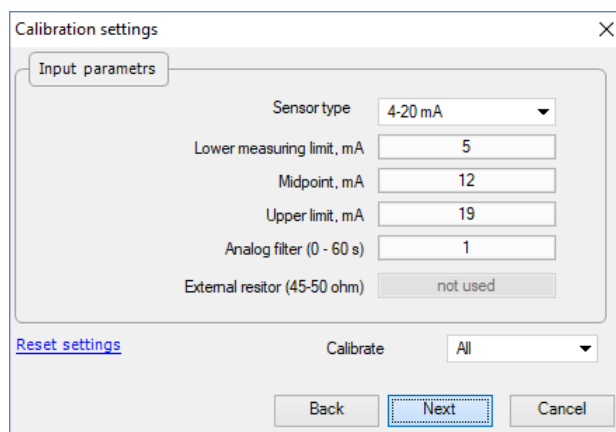 Calibration settings
Input parametrs
Sensor type 4-20 mA
Lower measuring limit, mA 5
Midpoint, mA 12
Upper limit, mA 19
Analog filter (0 - 60 s) 1
External resitor (45-50 ohm) not used
Reset settings Calibrate All
Back Next Cancel